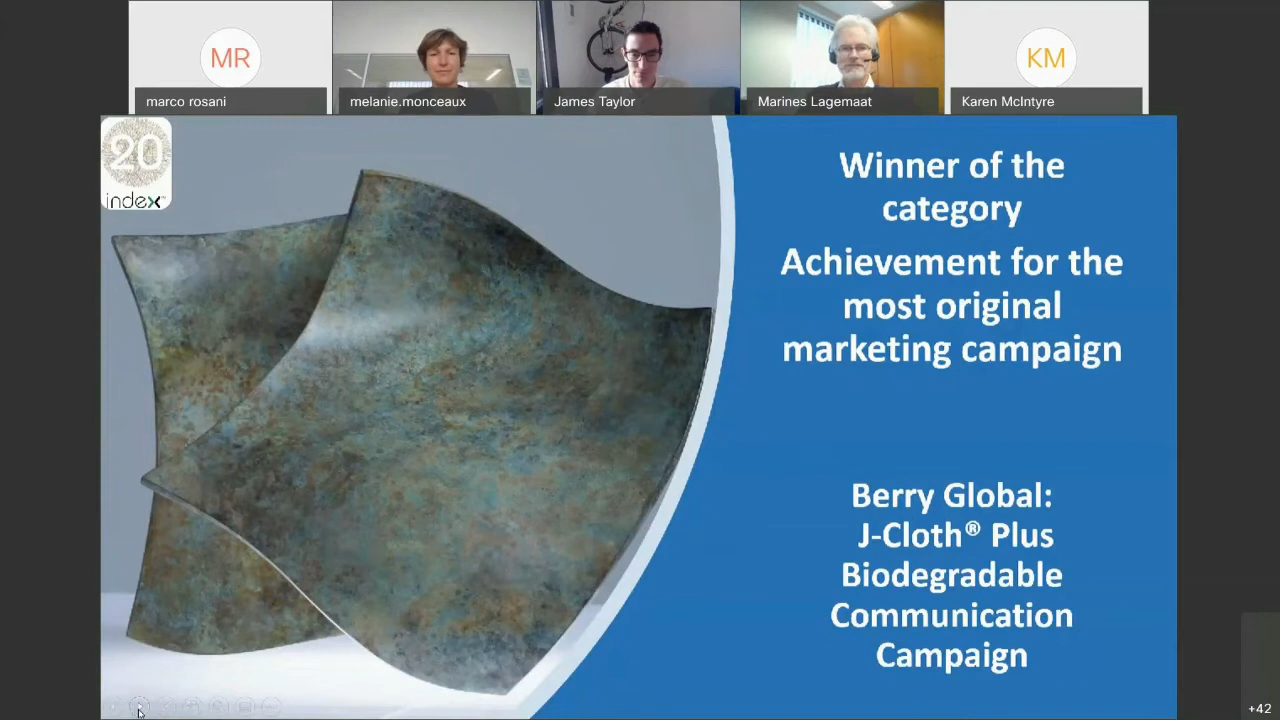 MR
KM
marco rosani
melanie.monceaux
James Taylor
Marines Lagemaat
Karen McIntyre
20
index™
Winner of the
category
Achievement for the
most original
marketing campaign
Berry Global:
J-Cloth® Plus
Biodegradable
Communication
Campaign
+42